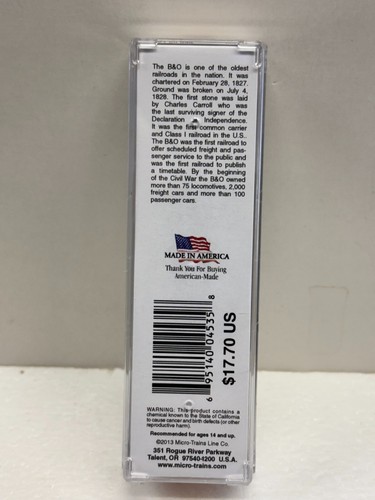 The B&O is one of the oldest
railroads in the nation. It was
chartered on February 28, 1827.
Ground was broken on July 4,
1828. The first stone was laid
by Charles Carroll who was
the last surviving signer of the
Declaration of Independence.
It was the first common carrier
and Class I railroad in the U.S.
The B&O was the first railroad to
offer scheduled freight and pas-
senger service to the public and
was the first railroad to publish
a timetable. By the beginning
of the Civil War the B&O owned
more than 75 locomotives, 2,000
freight cars and more than 100
passenger cars.
MADE IN AMERICA
Thank You For Buying
American-Made
6 95140 04535 8
$17.70 US
WARNING: This product contains a
chemical known to the State of California
to cause cancer and birth defects (or other
reproductive harm).
Recommended for ages 14 and up.
©2013 Micro-Trains Line Co.
351 Rogue River Parkway
Talent, OR 97540-4200 U.S.A.
www.micro-trains.com